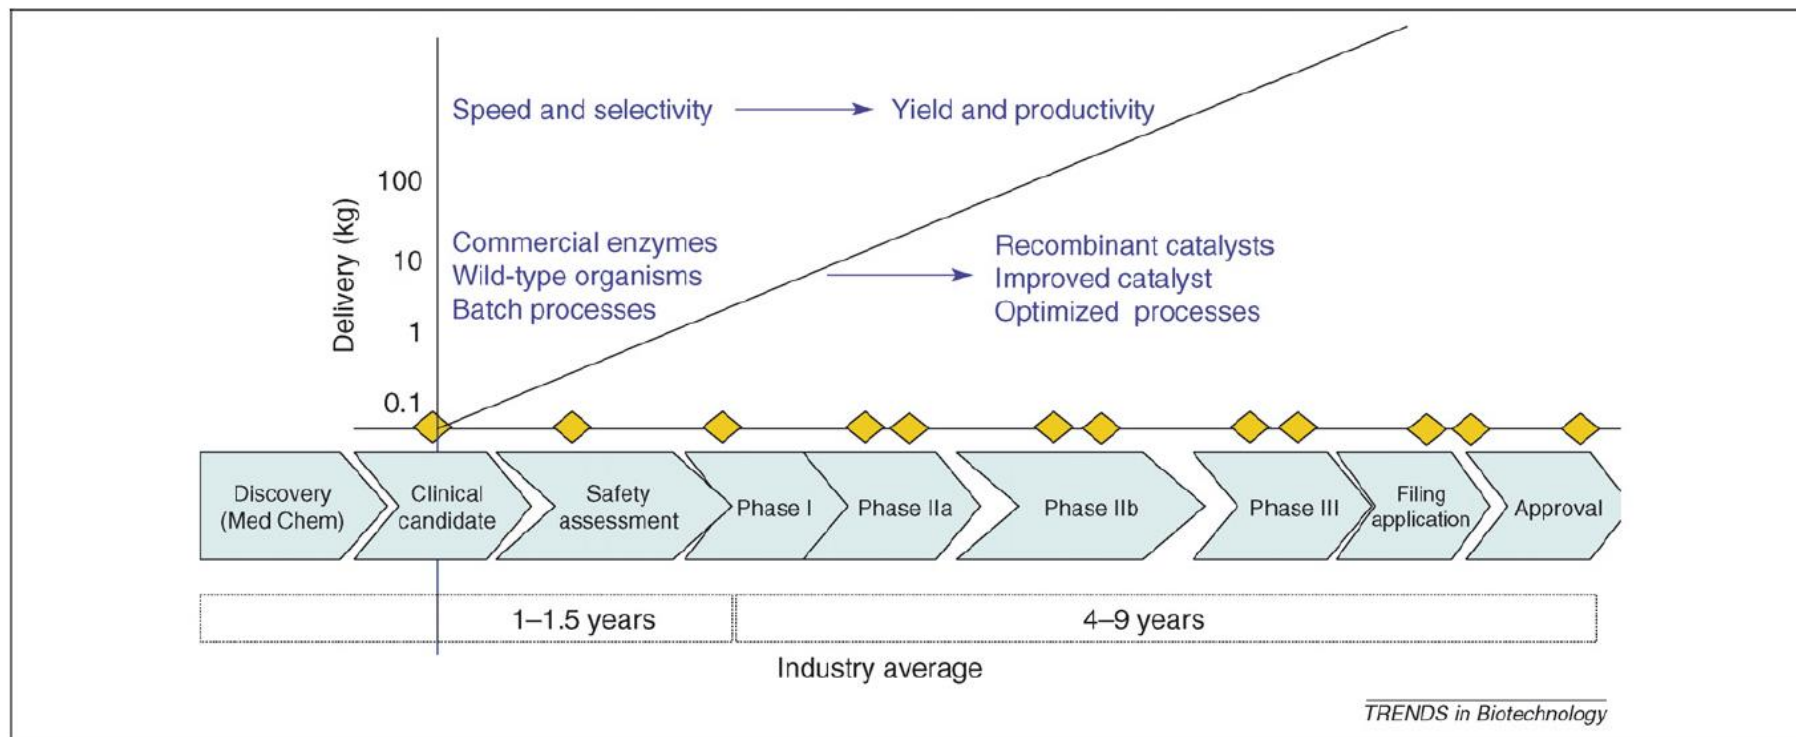 Speed and selectivity
Yield and productivity
Delivery (kg)
100
10
1
0.1
Commercial enzymes
Wild-type organisms
Batch processes
Recombinant catalysts
Improved catalyst
Optimized processes
Discovery
(Med Chem)
Clinical
candidate
Safety
assessment
Phase I
Phase IIa
Phase IIb
Phase III
Filing
application
Approval
1–1.5 years
4–9 years
Industry average
TRENDS in Biotechnology